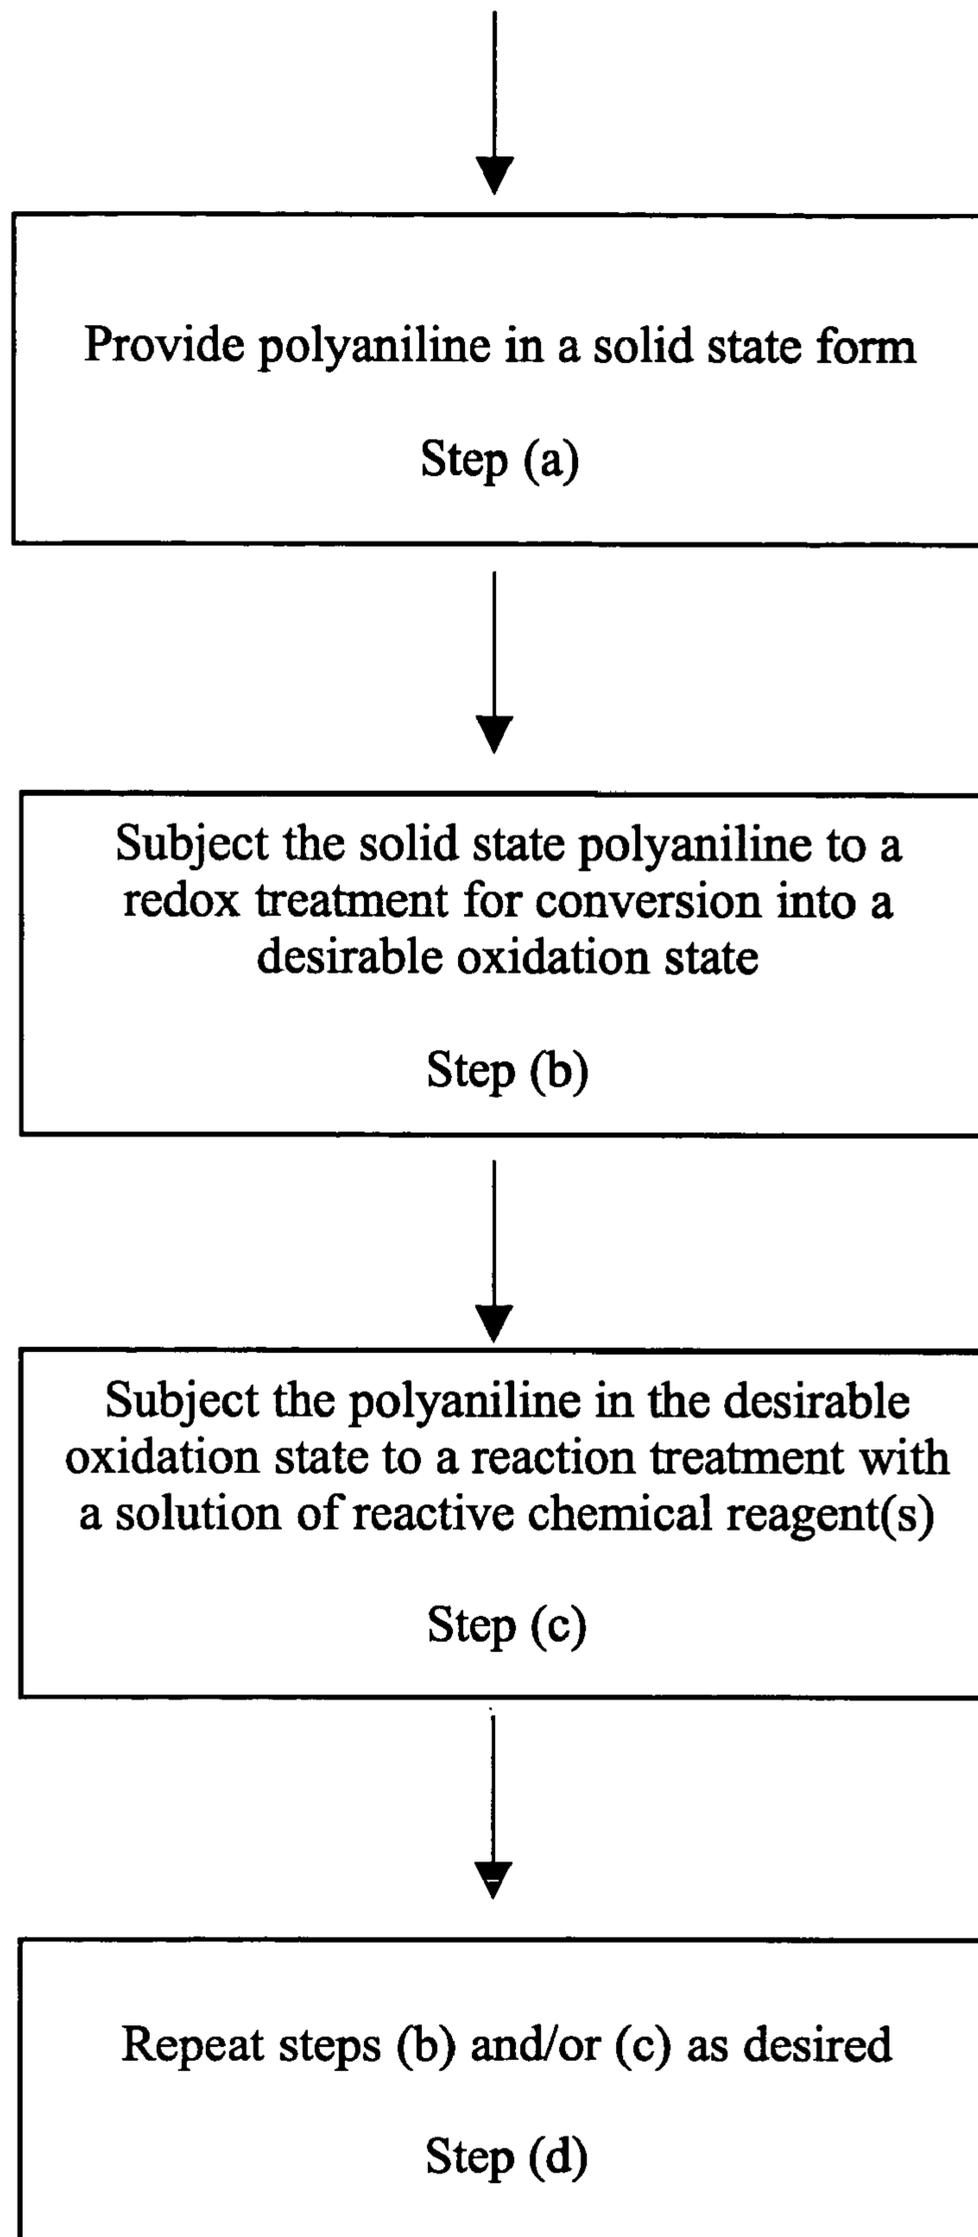 Provide polyaniline in a solid state form
Step (a)
Subject the solid state polyaniline to a
redox treatment for conversion into a
desirable oxidation state
Step (b)
Subject the polyaniline in the desirable
oxidation state to a reaction treatment with
a solution of reactive chemical reagent(s)
Step (c)
Repeat steps (b) and/or (c) as desired
Step (d)